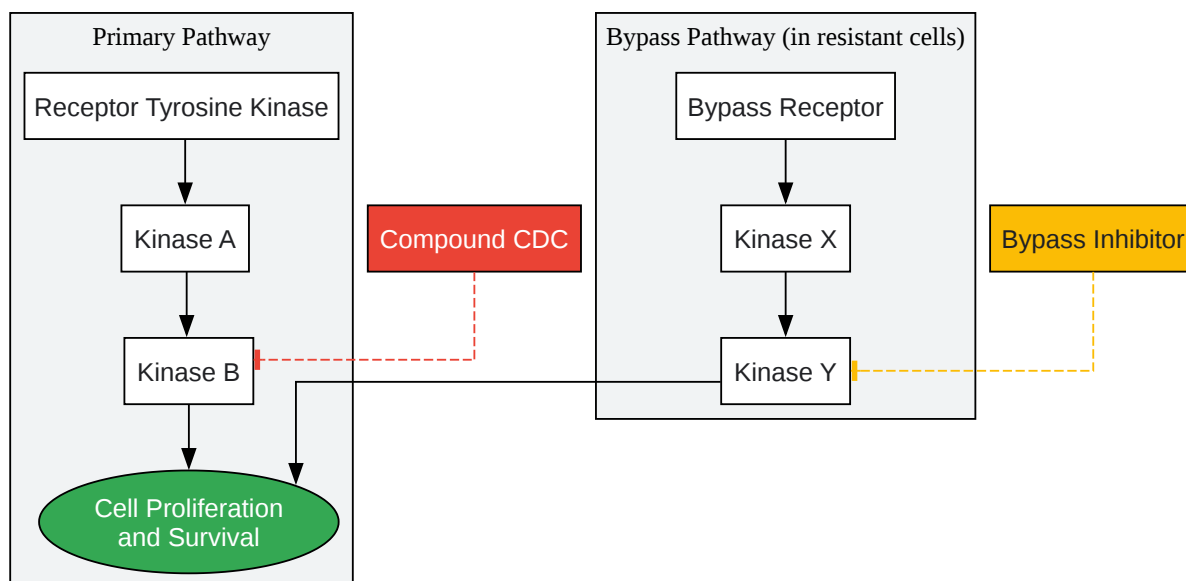 Primary Pathway
Receptor Tyrosine Kinase
Kinase A
Kinase B
Cell Proliferation
and Survival
Compound CDC
Bypass Pathway (in resistant cells)
Bypass Receptor
Kinase X
Kinase Y
Bypass Inhibitor